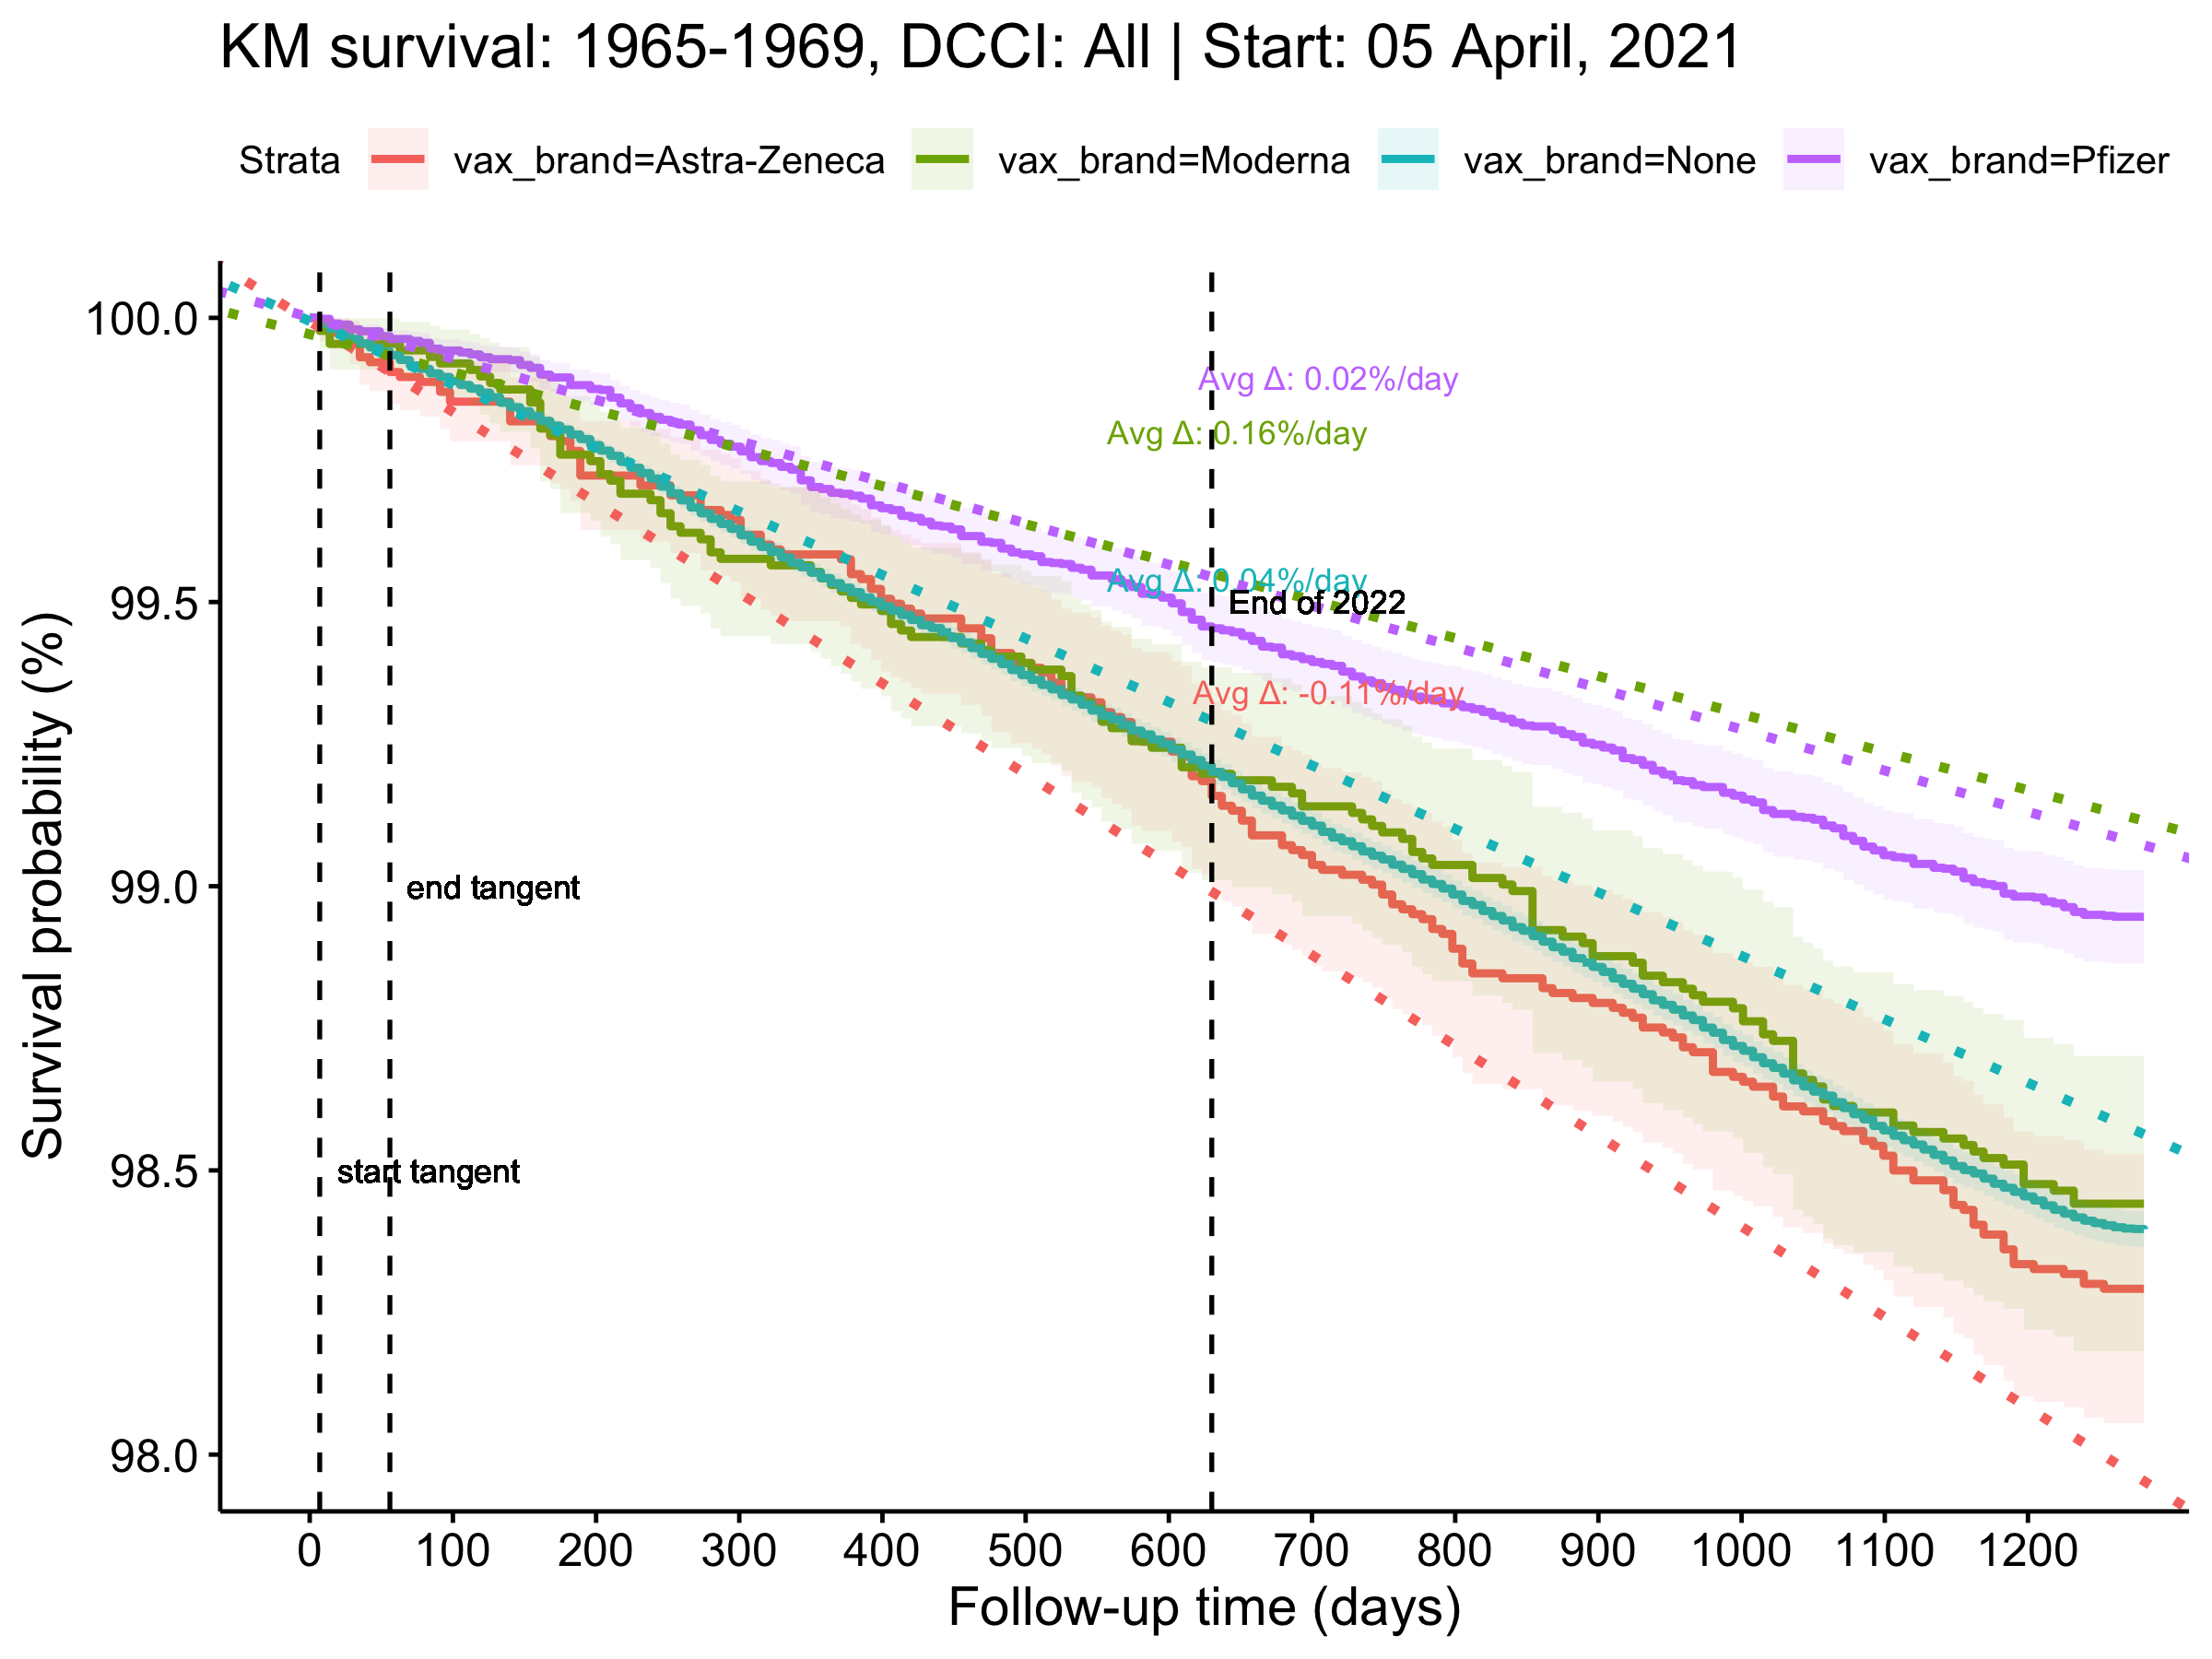 KM survival: 1965-1969, DCCI: All | Start: 05 April, 2021
Strata vax_brand=Astra-Zeneca vax_brand=Moderna vax_brand=None vax_brand=Pfizer
Survival probability (%)
100.0
99.5
99.0
98.5
98.0
Avg Δ: 0.02%/day
Avg Δ: 0.16%/day
Avg Δ: 0.04%/day
End of 2022
Avg Δ: -0.11%/day
end tangent
start tangent
0 100 200 300 400 500 600 700 800 900 1000 1100 1200
Follow-up time (days)